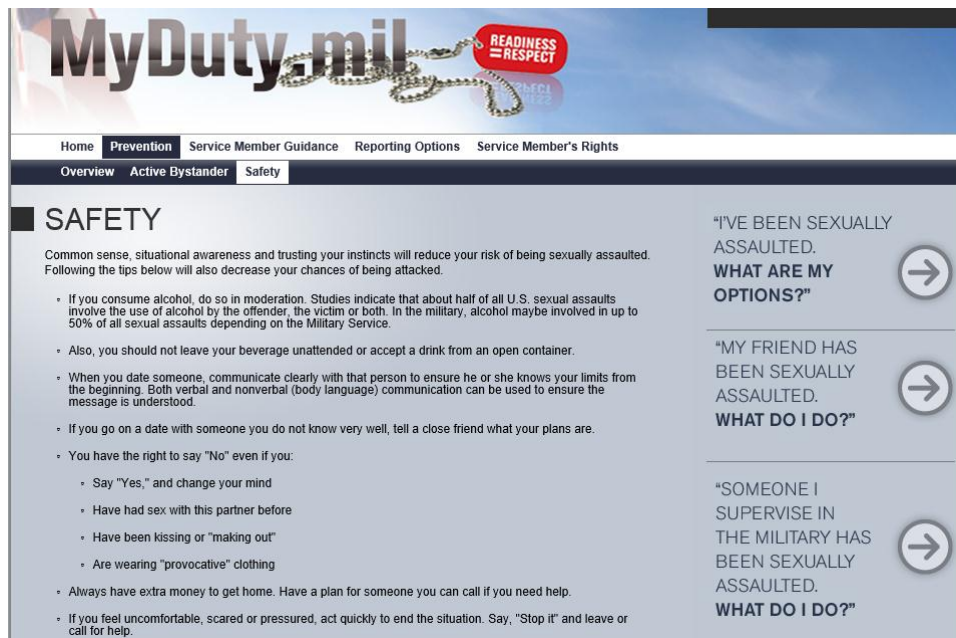 MyDuty.mil
READINESS
=RESPECT
Home Prevention Service Member Guidance Reporting Options Service Member's Rights
Overview Active Bystander Safety
SAFETY
Common sense, situational awareness and trusting your instincts will reduce your risk of being sexually assaulted.
Following the tips below will also decrease your chances of being attacked.
If you consume alcohol, do so in moderation. Studies indicate that about half of all U.S. sexual assaults
involve the use of alcohol by the offender, the victim or both. In the military, alcohol maybe involved in up to
50% of all sexual assaults depending on the Military Service.
Also, you should not leave your beverage unattended or accept a drink from an open container.
When you date someone, communicate clearly with that person to ensure he or she knows your limits from
the beginning. Both verbal and nonverbal (body language) communication can be used to ensure the
message is understood.
If you go on a date with someone you do not know very well, tell a close friend what your plans are.
You have the right to say "No" even if you:
Say "Yes," and change your mind
Have had sex with this partner before
Have been kissing or "making out"
Are wearing "provocative" clothing
Always have extra money to get home. Have a plan for someone you can call if you need help.
If you feel uncomfortable, scared or pressured, act quickly to end the situation. Say, "Stop it" and leave or
call for help.
“I'VE BEEN SEXUALLY
ASSAULTED.
WHAT ARE MY
OPTIONS?"
“MY FRIEND HAS
BEEN SEXUALLY
ASSAULTED.
WHAT DO I DO?”
“SOMEONE I
SUPERVISE IN
THE MILITARY HAS
BEEN SEXUALLY
ASSAULTED.
WHAT DO I DO?”